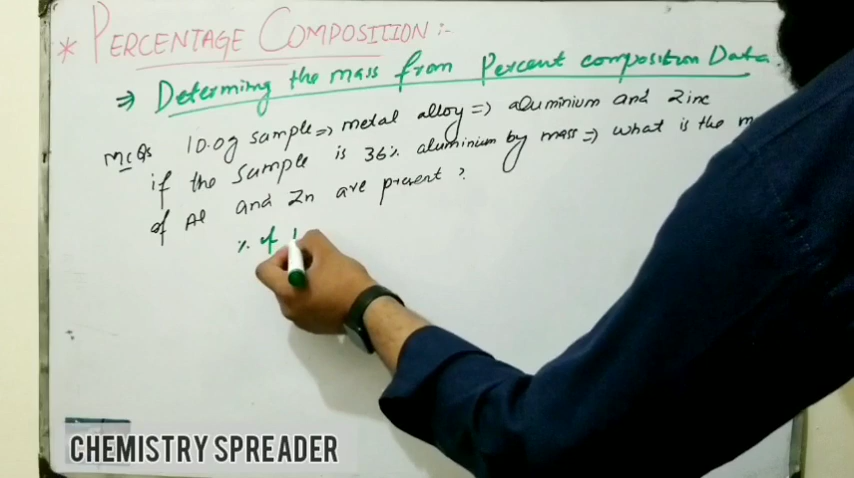 * PERCENTAGE COMPOSITION :-
⇒ Determing the mass from Percent composition Data.
MCQs 10.0g sample ⇒ metal alloy ⇒ aluminium and Zinc
if the sample is 36% aluminium by mass ⇒ what is the
of Al and Zn are present ?
% of
CHEMISTRY SPREADER